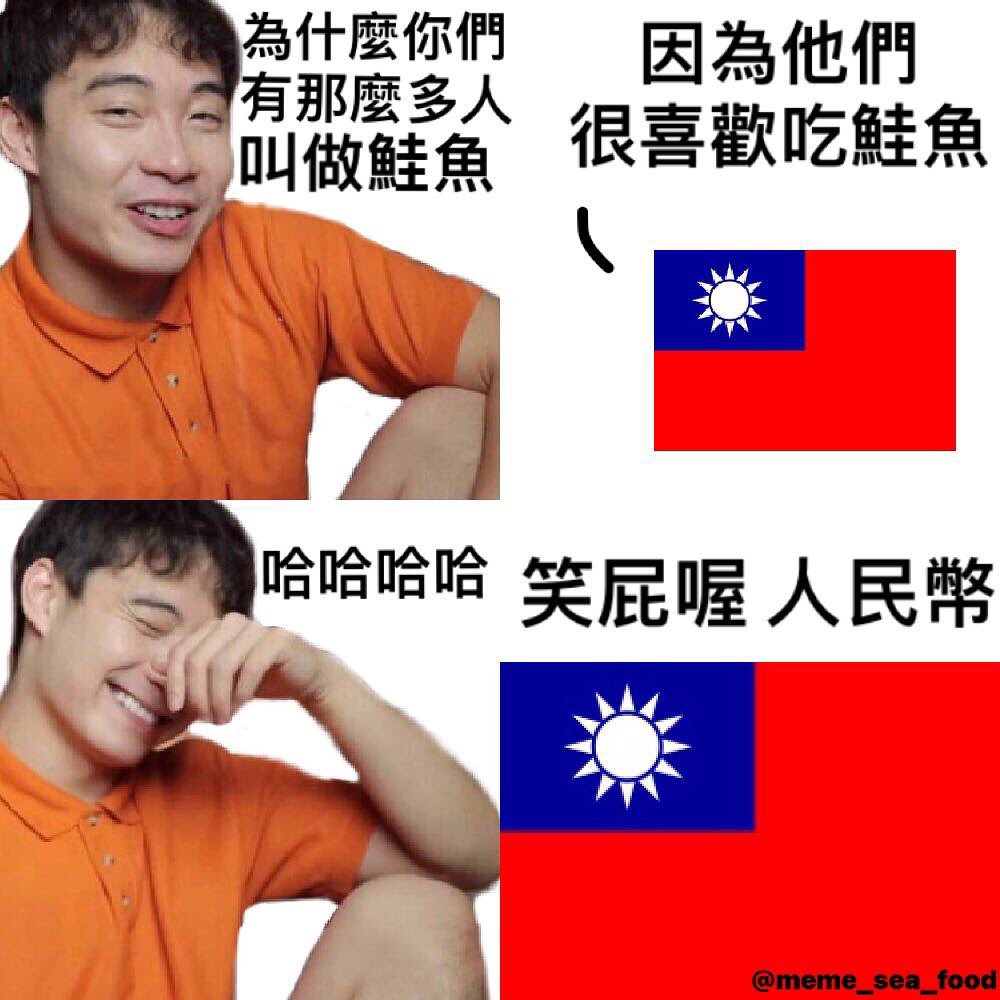 為什麼你們
有那麼多人
叫做鮭魚
因為他們
很喜歡吃鮭魚
哈哈哈哈
笑屁喔 人民幣
@meme_sea_food